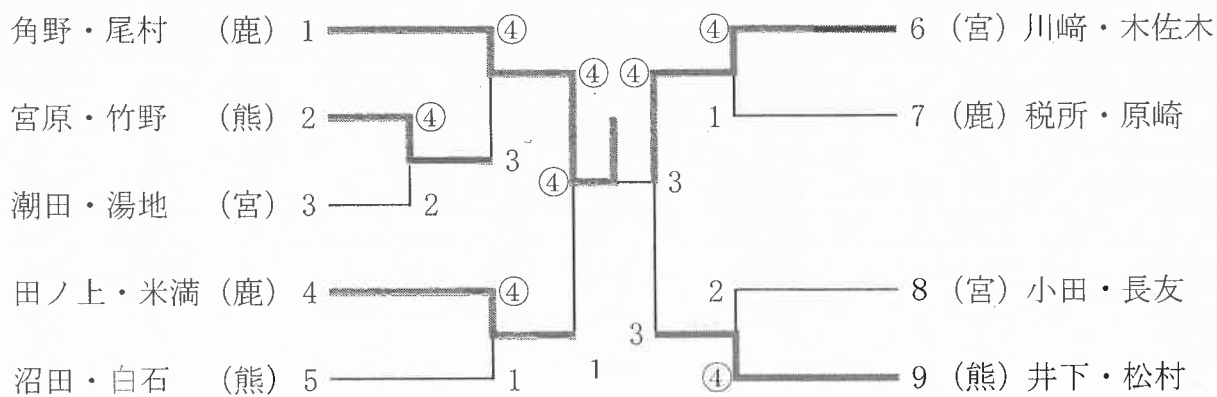 角野・尾村 (鹿) 1 ④ ④ 6 (宮) 川﨑・木佐木
④ ④
宮原・竹野 (熊) 2 ④ 1 7 (鹿) 税所・原崎
3
④ 3
潮田・湯地 (宮) 3 2
田ノ上・米満 (鹿) 4 ④ 2 8 (宮) 小田・長友
3
沼田・白石 (熊) 5 1 1 ④ 9 (熊) 井下・松村